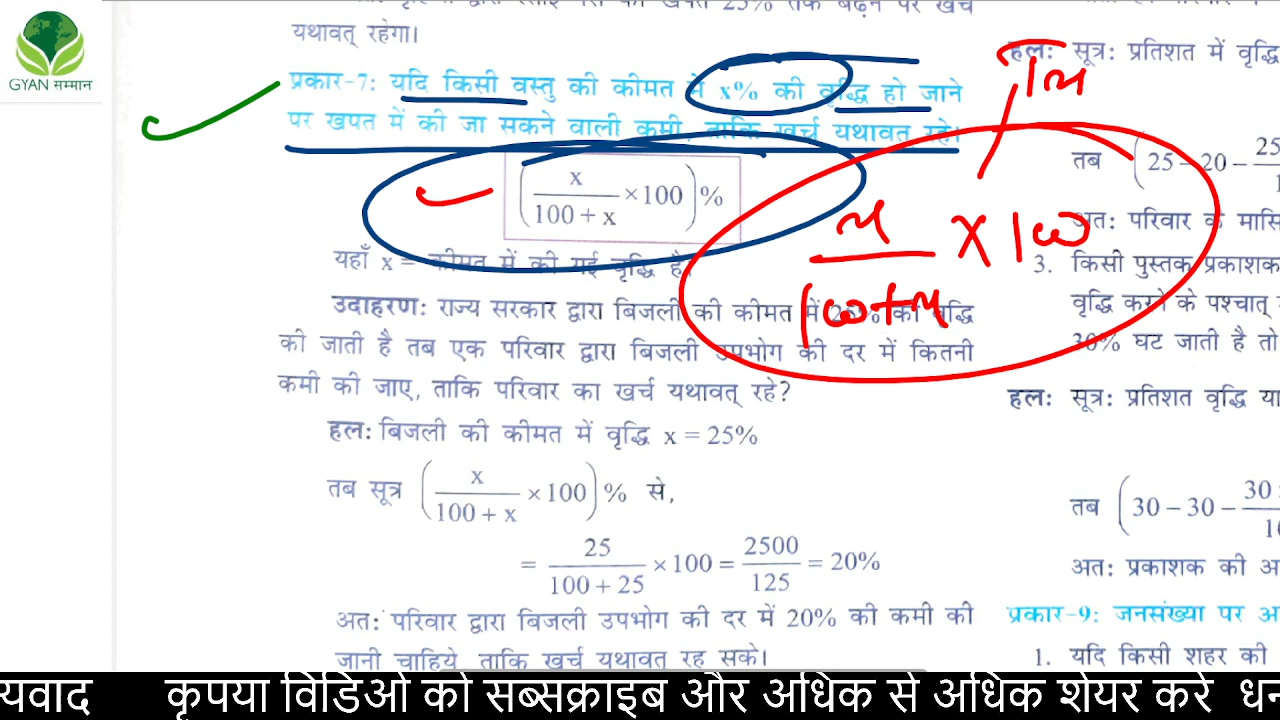 GYAN सम्मान
यथावत् रहेगा।
प्रकार-7: यदि किसी वस्तु की कीमत में x% की वृद्धि हो जाने
पर खपत में की जा सकने वाली कमी, ताकि खर्च यथावत् रहे।
(x/(100 + x) ×100)%
यहाँ x = कीमत में की गई वृद्धि है।
उदाहरण: राज्य सरकार द्वारा बिजली की कीमत में 25% की वृद्धि
की जाती है तब एक परिवार द्वारा बिजली उपभोग की दर में कितनी
कमी की जाए, ताकि परिवार का खर्च यथावत् रहे?
हल: बिजली की कीमत में वृद्धि x = 25%
तब सूत्र (x/(100 + x) ×100)% से,
= 25/(100 + 25) ×100 = 2500/125 = 20%
अत: परिवार द्वारा बिजली उपभोग की दर में 20% की कमी की
जानी चाहिये, ताकि खर्च यथावत् रह सके।
x/(100+x) × 100
हल: सूत्र: प्रतिशत में वृद्धि
तब (25 – 20 – 25
अत: परिवार के मासि
3. किसी पुस्तक प्रकाशक
वृद्धि करने के पश्चात्
30% घट जाती है तो
हल: सूत्र: प्रतिशत वृद्धि या
तब (30 – 30 – 30
अत: प्रकाशक की अ
प्रकार-9: जनसंख्या पर अ
1. यदि किसी शहर की
यवाद कृपया विडिओ को सब्सक्राइब और अधिक से अधिक शेयर करे धन